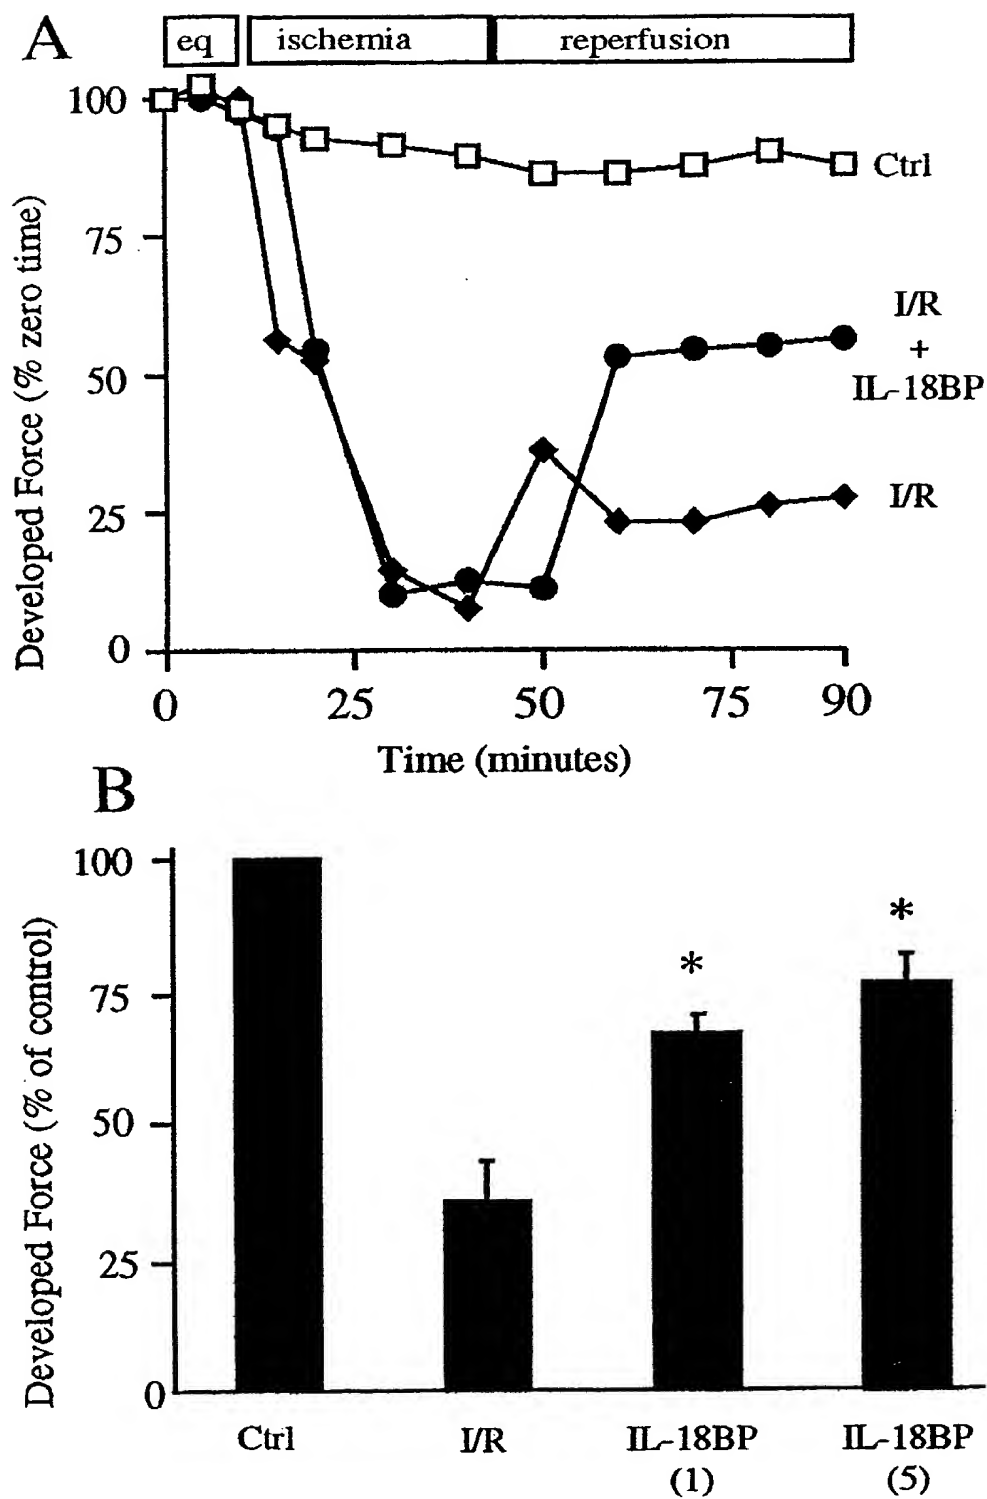 A
eq
ischemia
reperfusion
Developed Force (% zero time)
100
75
50
25
0
Ctrl
I/R
+
IL-18BP
I/R
0
25
50
75
90
Time (minutes)
B
Developed Force (% of control)
100
75
50
25
0
*
*
Ctrl
I/R
IL-18BP
(1)
IL-18BP
(5)